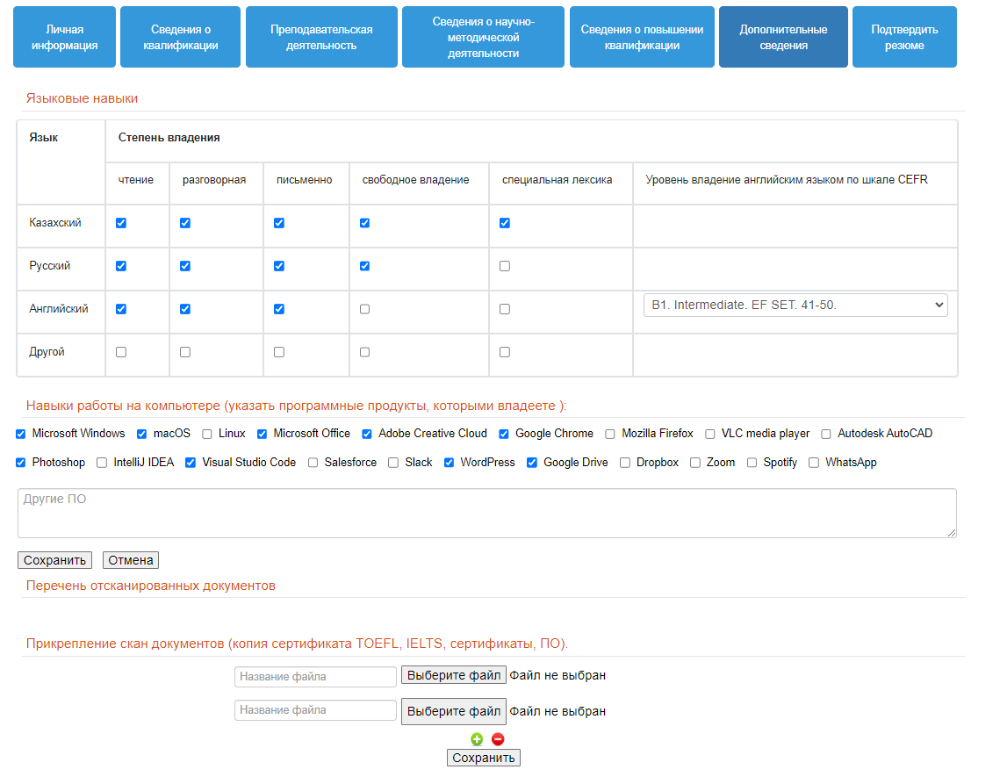 Личная
информация
Сведения о
квалификации
Преподавательская
деятельность
Сведения о научно-
методической
деятельности
Сведения о повышении
квалификации
Дополнительные
сведения
Подтвердить
резюме
Языковые навыки
Язык
Степень владения
чтение
разговорная
письменно
свободное владение
специальная лексика
Уровень владение английским языком по шкале CEFR
Казахский
Русский
Английский
B1. Intermediate. EF SET. 41-50.
Другой
Навыки работы на компьютере (указать программные продукты, которыми владеете ):
Microsoft Windows macOS Linux Microsoft Office Adobe Creative Cloud Google Chrome Mozilla Firefox VLC media player Autodesk AutoCAD
Photoshop IntelliJ IDEA Visual Studio Code Salesforce Slack WordPress Google Drive Dropbox Zoom Spotify WhatsApp
Другие ПО
Сохранить Отмена
Перечень отсканированных документов
Прикрепление скан документов (копия сертификата TOEFL, IELTS, сертификаты, ПО).
Название файла Выберите файл Файл не выбран
Название файла Выберите файл Файл не выбран
Сохранить